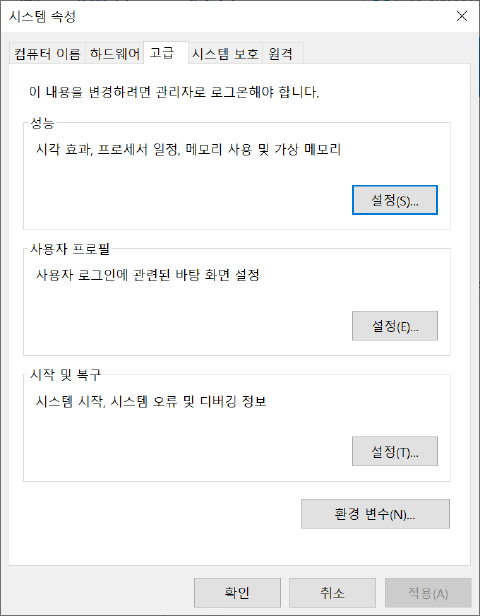 시스템 속성
컴퓨터 이름 하드웨어 고급 시스템 보호 원격
이 내용을 변경하려면 관리자로 로그온해야 합니다.
성능
시각 효과, 프로세서 일정, 메모리 사용 및 가상 메모리
설정(S)...
사용자 프로필
사용자 로그인에 관련된 바탕 화면 설정
설정(E)...
시작 및 복구
시스템 시작, 시스템 오류 및 디버깅 정보
설정(T)...
환경 변수(N)...
확인 취소 적용(A)